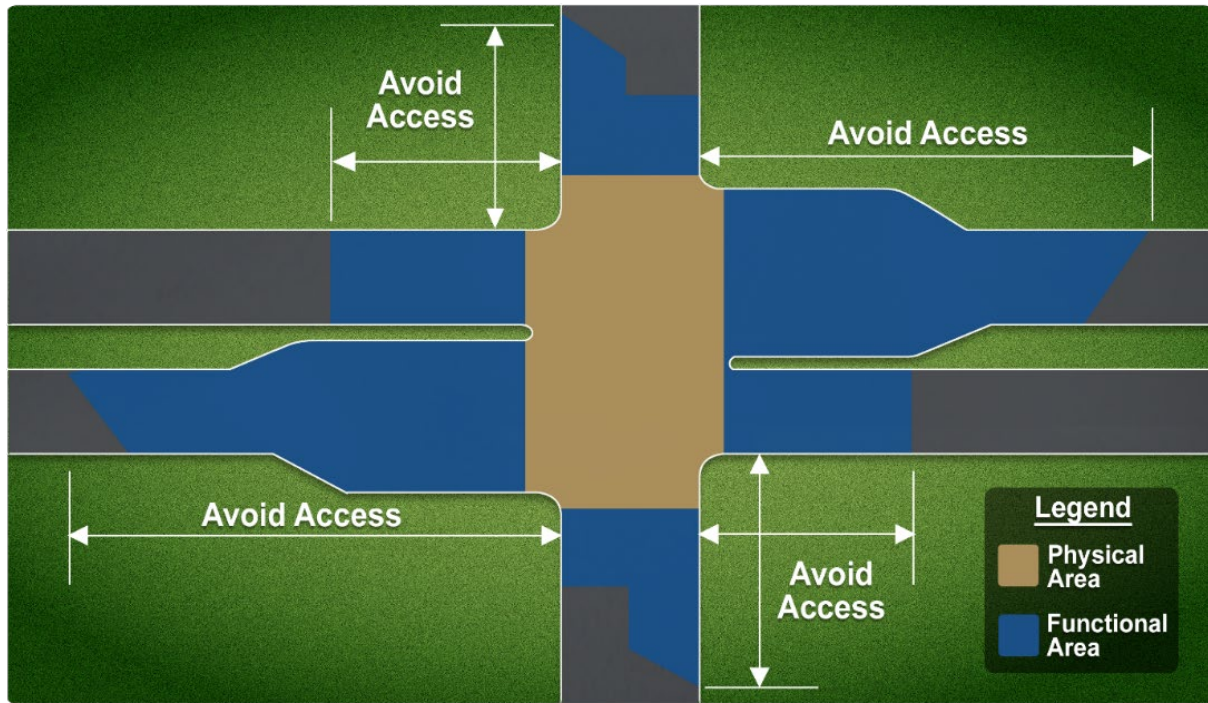 Avoid
Access
Avoid Access
Avoid Access
Avoid
Access
Legend
Physical
Area
Functional
Area